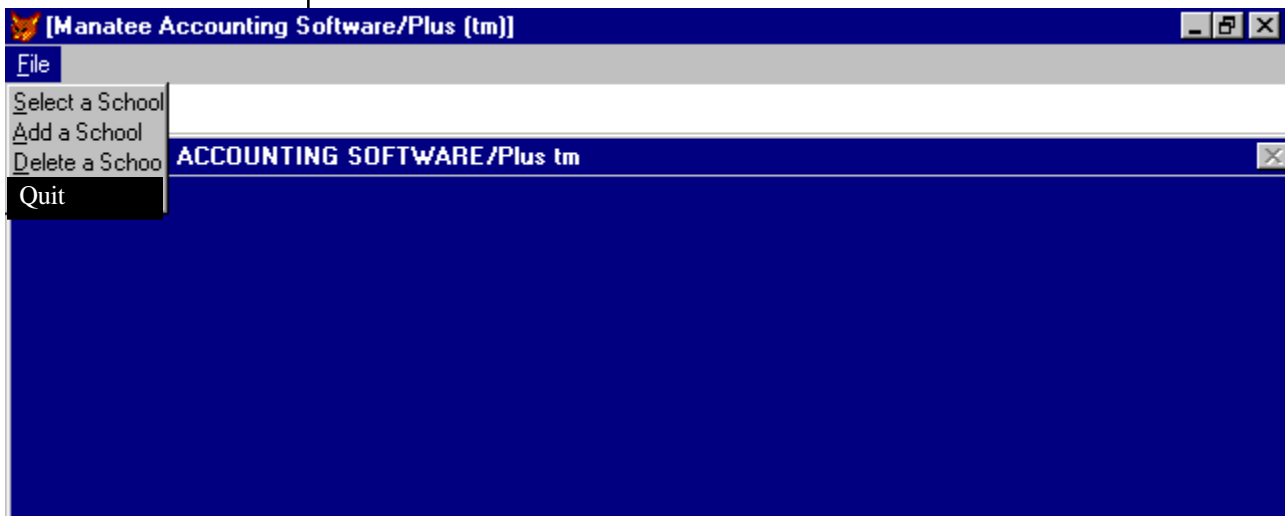 [Manatee Accounting Software/Plus (tm)]
File
Select a School
Add a School
Delete a Schoo
ACCOUNTING SOFTWARE/Plus tm
Quit